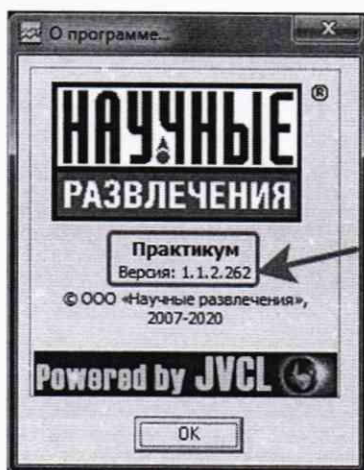 О программе...
НАУЧНЫЕ ®
РАЗВЛЕЧЕНИЯ
Практикум
Версия: 1.1.2.262
© ООО «Научные развлечения»,
2007-2020
Powered by JVCL
OK